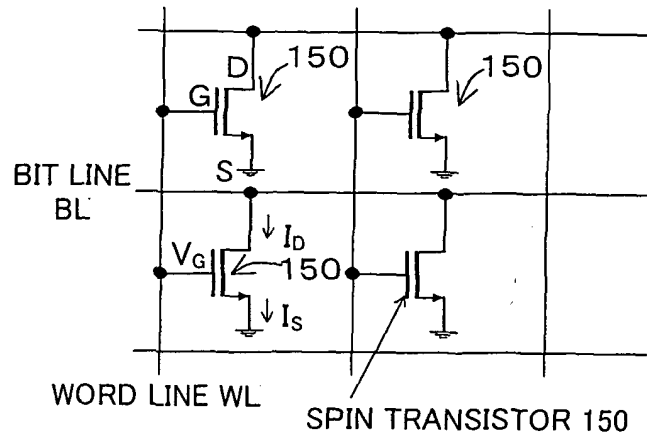 D 150 150
G
S
BIT LINE
BL
I_D
V_G 150
I_S
WORD LINE WL
SPIN TRANSISTOR 150